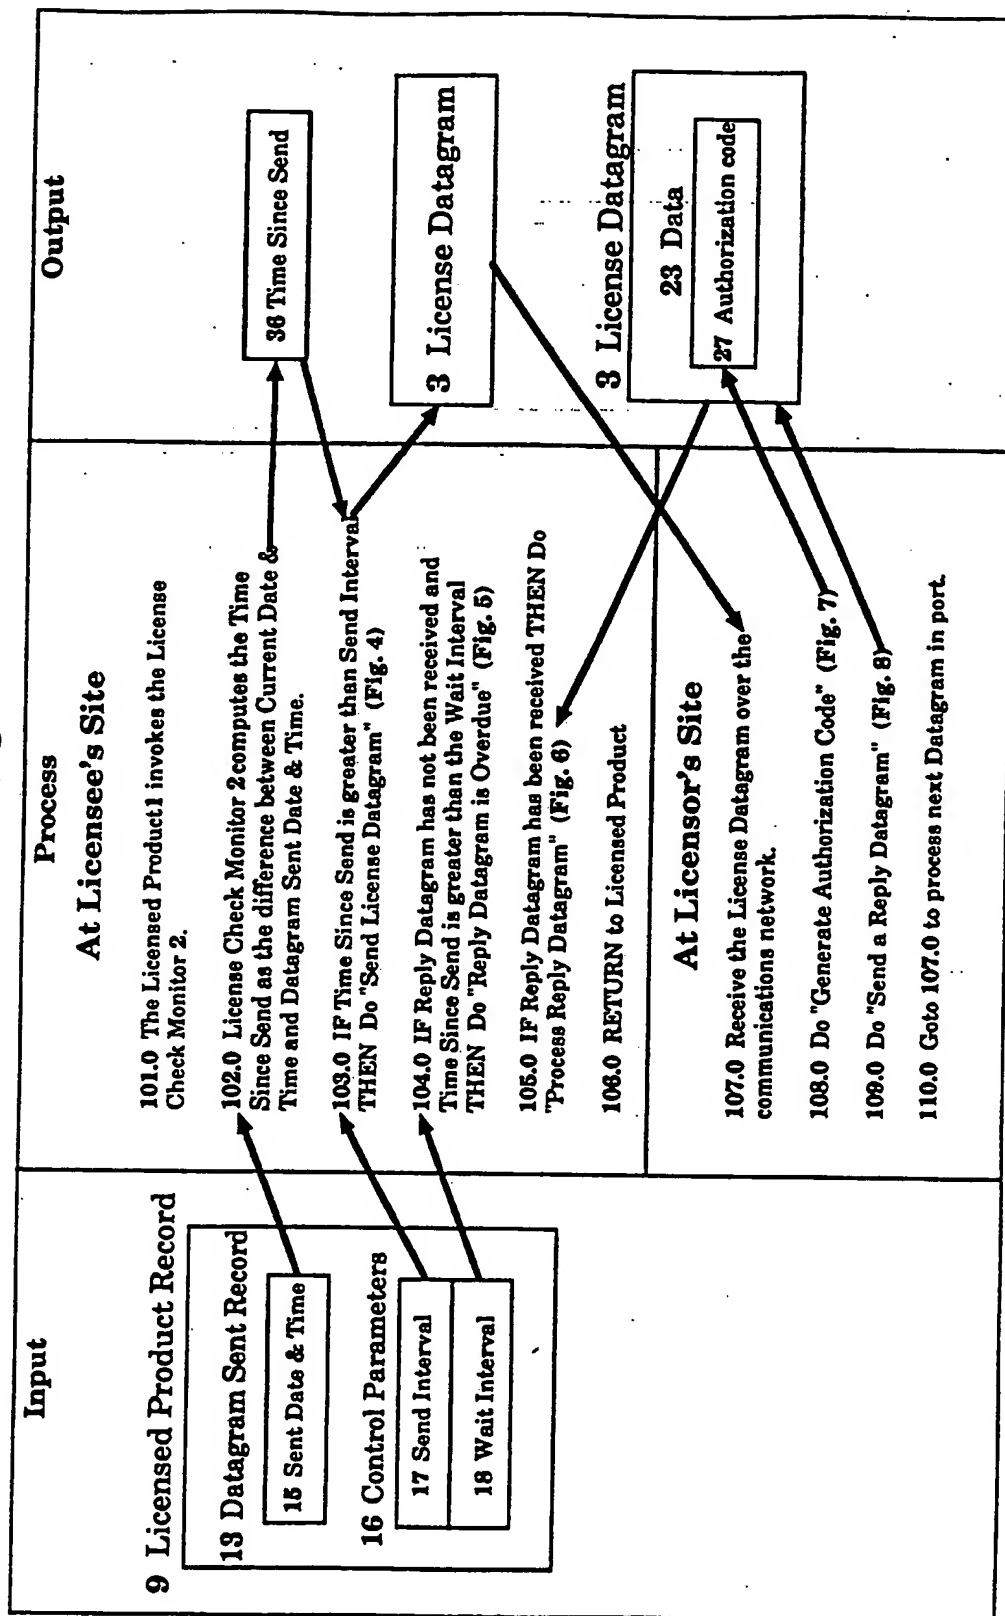 Input
9 Licensed Product Record
13 Datagram Sent Record
15 Sent Date & Time
16 Control Parameters
17 Send Interval
18 Wait Interval
Process
At Licensee's Site
101.0 The Licensed Product1 invokes the License
Check Monitor 2.
102.0 License Check Monitor 2 computes the Time
Since Send as the difference between Current Date &
Time and Datagram Sent Date & Time.
103.0 IF Time Since Send is greater than Send Interval
THEN Do "Send License Datagram" (Fig. 4)
104.0 IF Reply Datagram has not been received and
Time Since Send is greater than the Wait Interval
THEN Do "Reply Datagram is Overdue" (Fig. 5)
105.0 IF Reply Datagram has been received THEN Do
"Process Reply Datagram" (Fig. 6)
106.0 RETURN to Licensed Product
At Licensor's Site
107.0 Receive the License Datagram over the
communications network.
108.0 Do "Generate Authorization Code" (Fig. 7)
109.0 Do "Send a Reply Datagram" (Fig. 8)
110.0 Goto 107.0 to process next Datagram in port.
Output
36 Time Since Send
3 License Datagram
3 License Datagram
23 Data
27 Authorization code